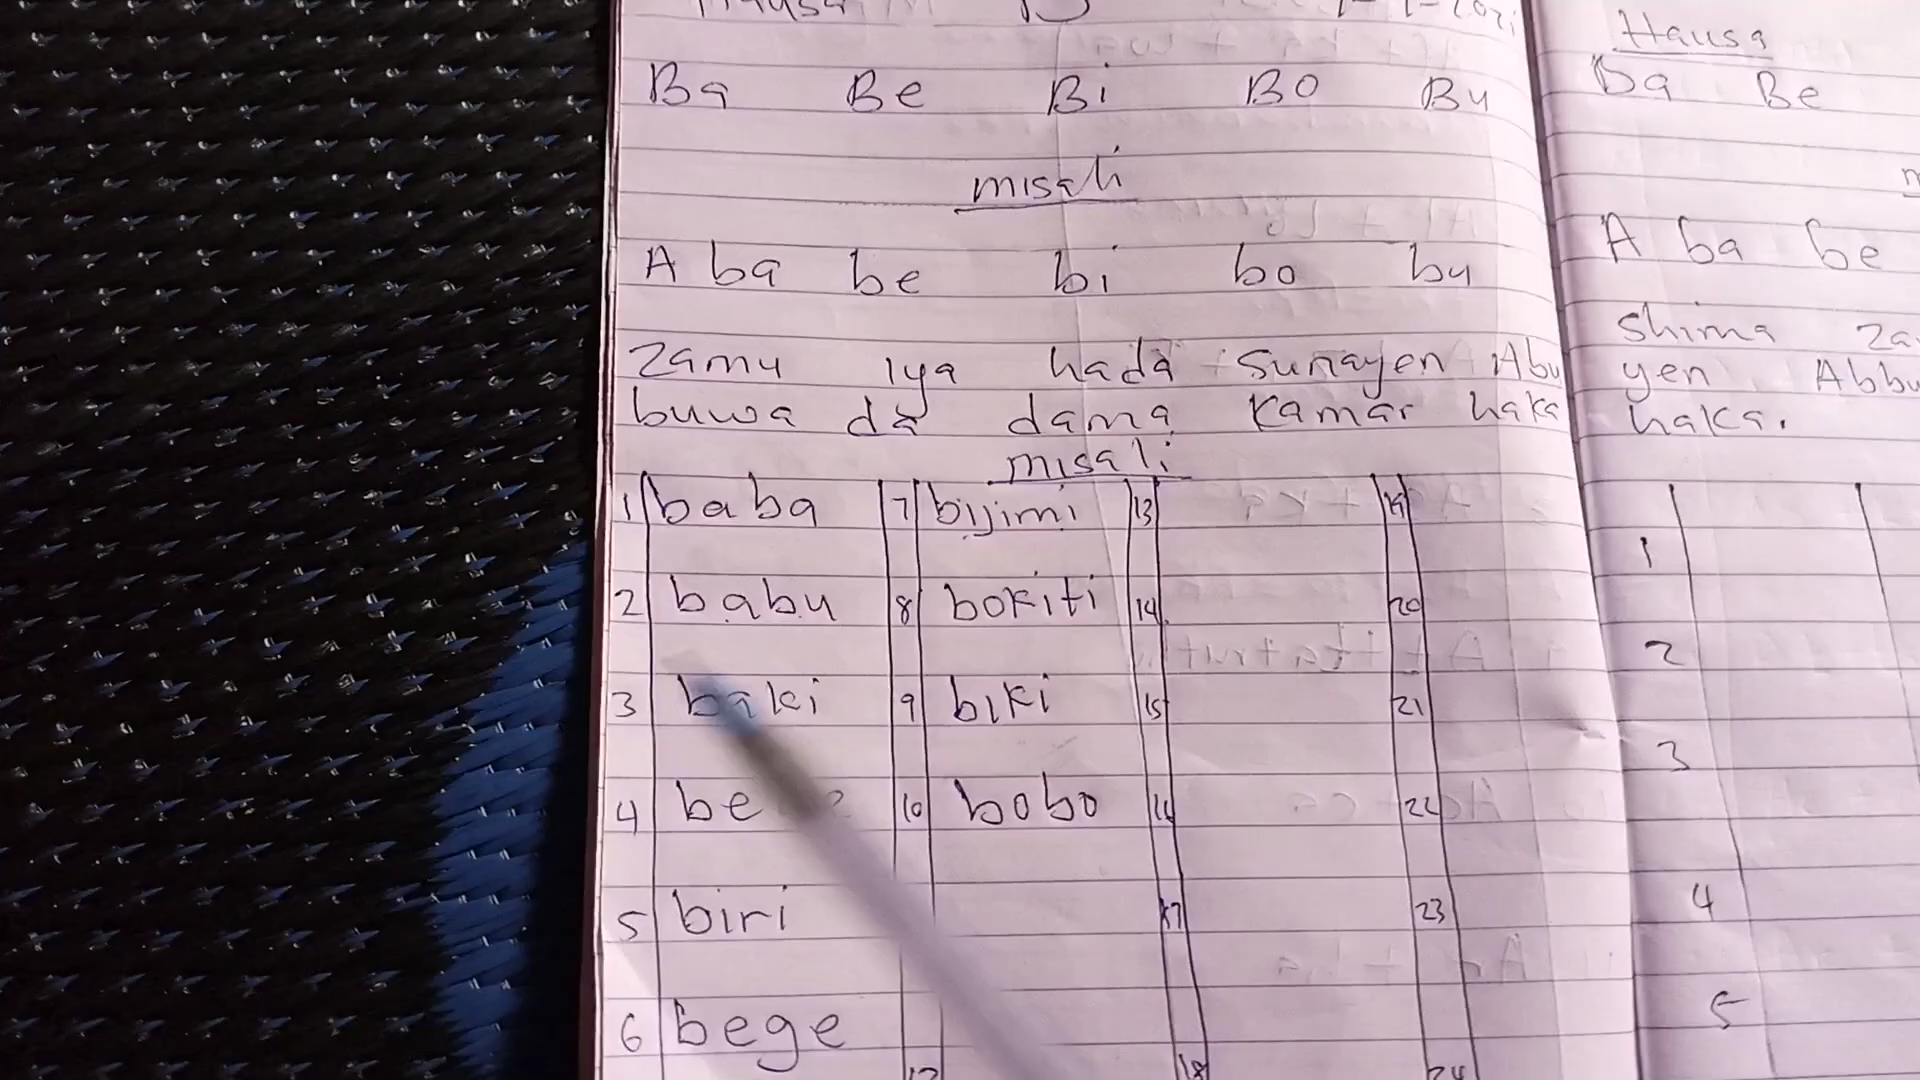 Hausa
Ba Be Bi Bo Bu
misali
A ba be bi bo bu
zamu iya hada sunayen Abu
buwa da dama kamar haka
misali
1 baba 7 bijimi 13 19
2 babu 8 bokiti 14 20
3 baki 9 biki 15 21
4 10 bobo 16 22
5 biri 17 23
6 bege 18 24
Hausa
Ba Be
A ba be
shima
yen
haka.
1
2
3
4
5